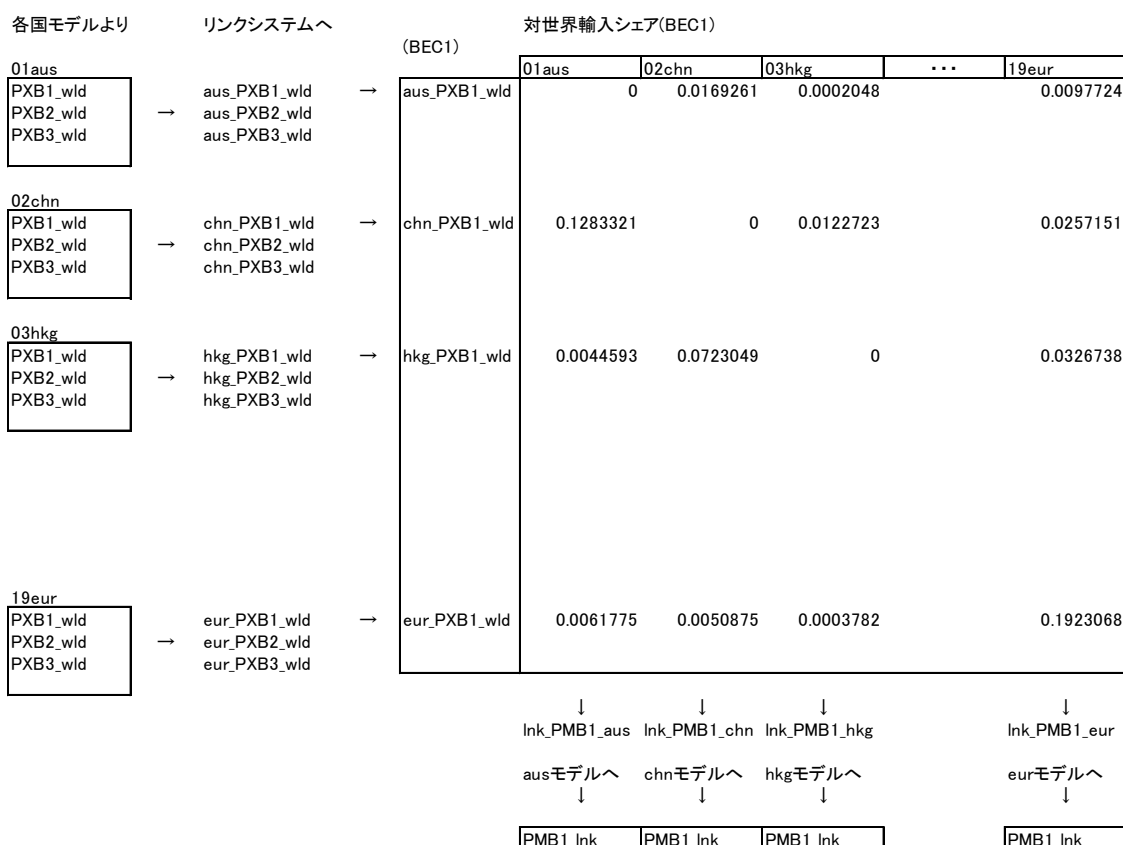 各国モデルより リンクシステムへ 対世界輸入シェア(BEC1)
(BEC1)
01aus 01aus 02chn 03hkg ・・・ 19eur
PXB1_wld aus_PXB1_wld → aus_PXB1_wld 0 0.0169261 0.0002048 0.0097724
PXB2_wld → aus_PXB2_wld
PXB3_wld aus_PXB3_wld
02chn
PXB1_wld chn_PXB1_wld → chn_PXB1_wld 0.1283321 0 0.0122723 0.0257151
PXB2_wld → chn_PXB2_wld
PXB3_wld chn_PXB3_wld
03hkg
PXB1_wld hkg_PXB1_wld → hkg_PXB1_wld 0.0044593 0.0723049 0 0.0326738
PXB2_wld → hkg_PXB2_wld
PXB3_wld hkg_PXB3_wld
19eur
PXB1_wld eur_PXB1_wld → eur_PXB1_wld 0.0061775 0.0050875 0.0003782 0.1923068
PXB2_wld → eur_PXB2_wld
PXB3_wld eur_PXB3_wld
↓ ↓ ↓ ↓
lnk_PMB1_aus lnk_PMB1_chn lnk_PMB1_hkg lnk_PMB1_eur
ausモデルへ chnモデルへ hkgモデルへ eurモデルへ
↓ ↓ ↓ ↓
PMB1_lnk PMB1_lnk PMB1_lnk PMB1_lnk